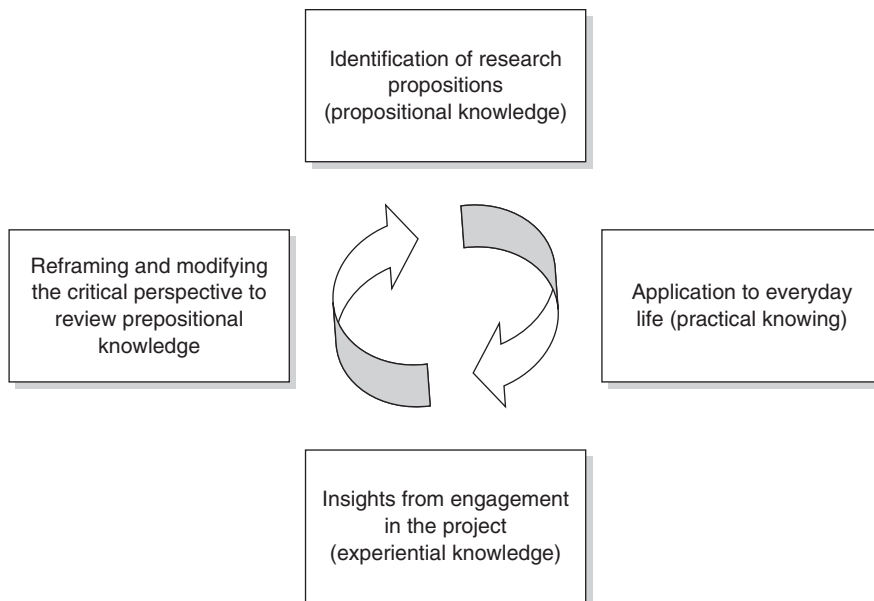 Identification of research
propositions
(propositional knowledge)
Reframing and modifying
the critical perspective to
review prepositional
knowledge
Application to everyday
life (practical knowing)
Insights from engagement
in the project
(experiential knowledge)